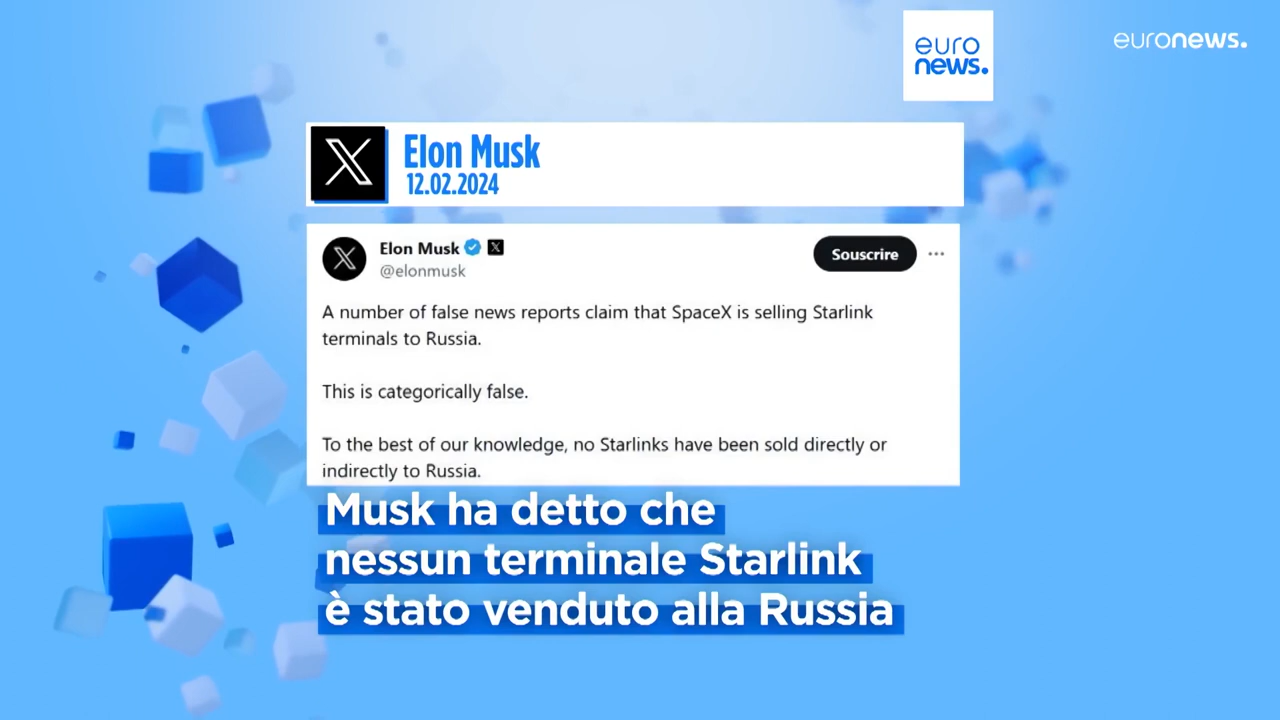 euro
news.
euronews.
Elon Musk
12.02.2024
Elon Musk
@elonmusk
Souscrire
A number of false news reports claim that SpaceX is selling Starlink
terminals to Russia.
This is categorically false.
To the best of our knowledge, no Starlinks have been sold directly or
indirectly to Russia.
Musk ha detto che
nessun terminale Starlink
è stato venduto alla Russia